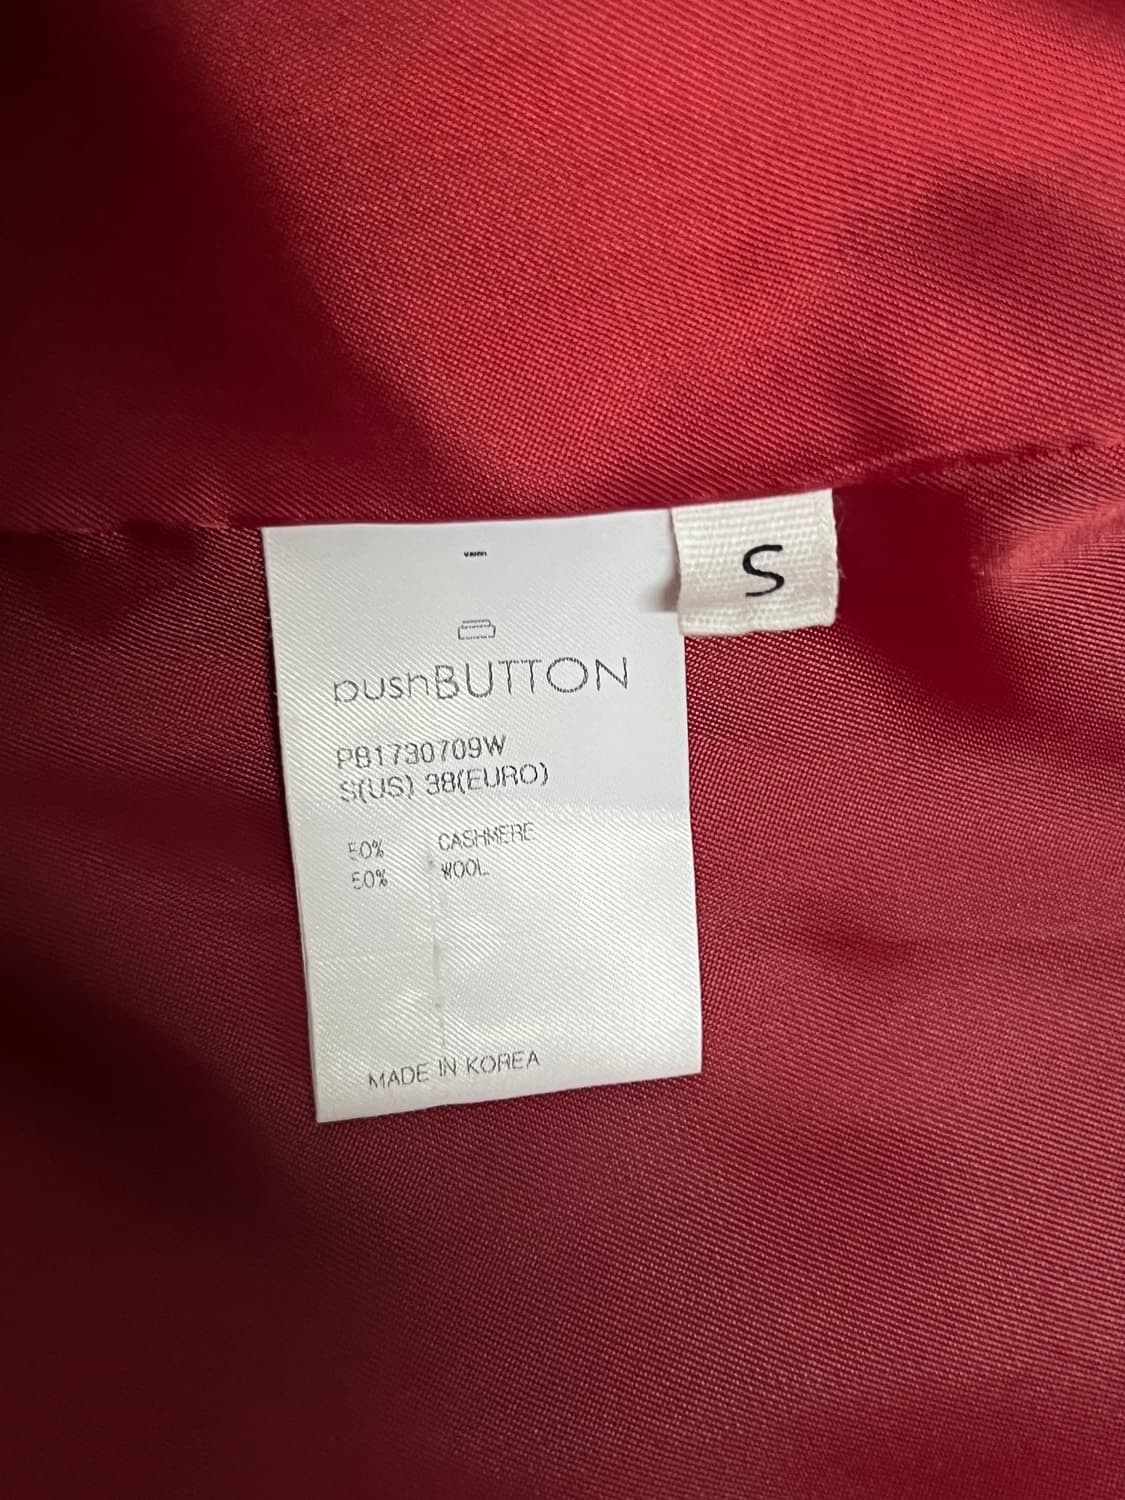 S
pushBUTTON
PB1730709W
S(US) 38(EURO)
50% CASHMERE
50% WOOL
MADE IN KOREA